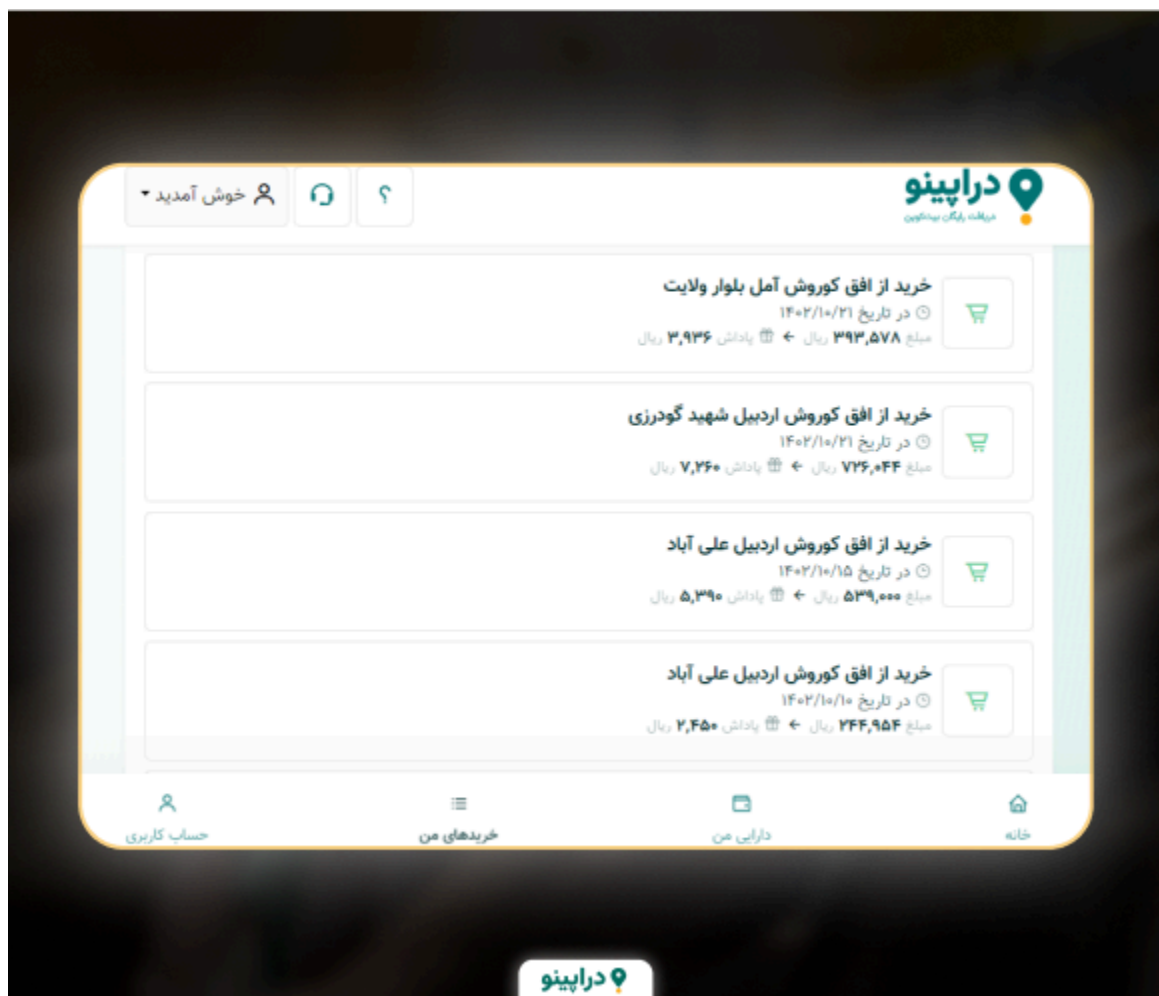 دراپینو
دریافت رایگان بیت‌کوین
؟
خوش آمدید
خرید از افق کوروش آمل بلوار ولایت
در تاریخ ۱۴۰۲/۱۰/۲۱
مبلغ ۳۹۳,۵۷۸ ریال ← پاداش ۳,۹۳۶ ریال
خرید از افق کوروش اردبیل شهید گودرزی
در تاریخ ۱۴۰۲/۱۰/۲۱
مبلغ ۷۲۶,۰۴۴ ریال ← پاداش ۷,۲۶۰ ریال
خرید از افق کوروش اردبیل علی آباد
در تاریخ ۱۴۰۲/۱۰/۱۵
مبلغ ۵۳۹,۰۰۰ ریال ← پاداش ۵,۳۹۰ ریال
خرید از افق کوروش اردبیل علی آباد
در تاریخ ۱۴۰۲/۱۰/۱۰
مبلغ ۲۴۴,۹۵۴ ریال ← پاداش ۲,۴۵۰ ریال
خانه
دارایی من
خریدهای من
حساب کاربری
دراپینو